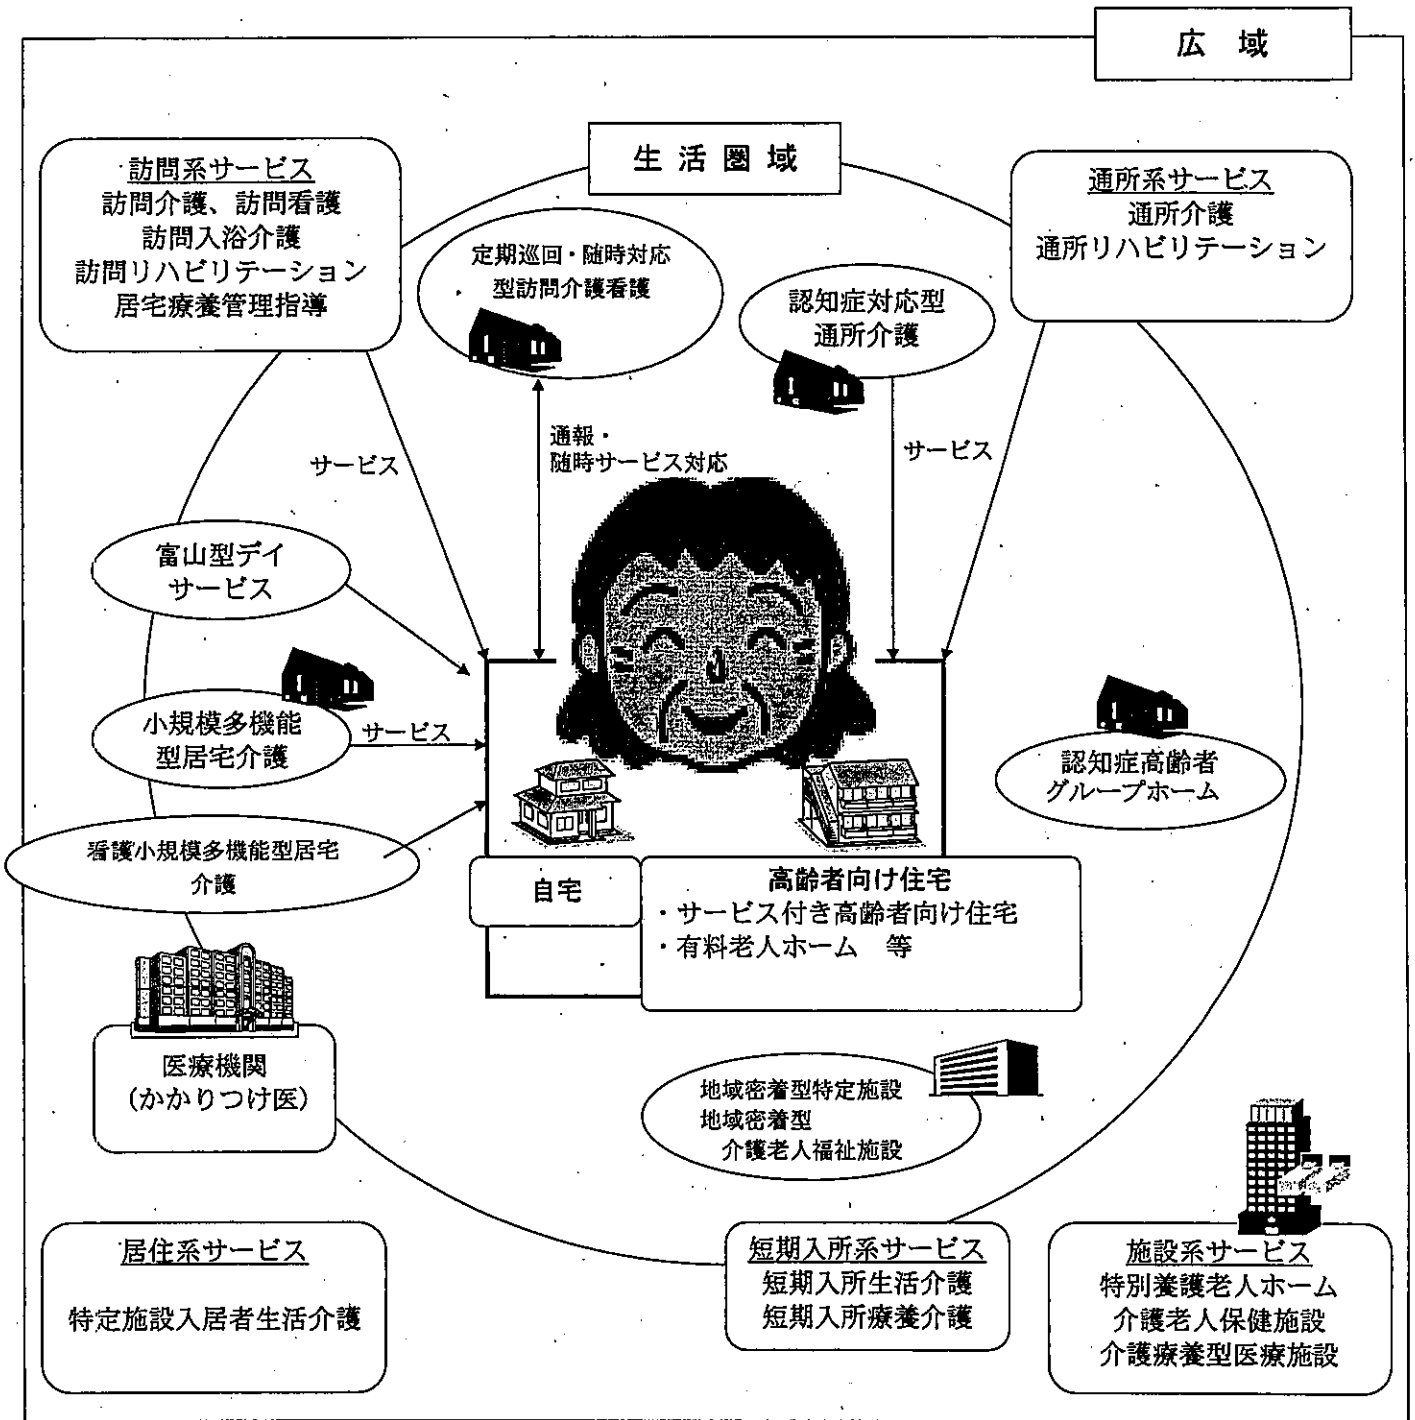 広 域
生 活 圏 域
訪問系サービス
訪問介護、訪問看護
訪問入浴介護
訪問リハビリテーション
居宅療養管理指導
定期巡回・随時対応
型訪問介護看護
認知症対応型
通所介護
通所系サービス
通所介護
通所リハビリテーション
サービス
通報・
随時サービス対応
サービス
富山型デイ
サービス
小規模多機能
型居宅介護
サービス
看護小規模多機能型居宅
介護
認知症高齢者
グループホーム
自宅
高齢者向け住宅
・サービス付き高齢者向け住宅
・有料老人ホーム 等
医療機関
(かかりつけ医)
地域密着型特定施設
地域密着型
介護老人福祉施設
居住系サービス
特定施設入居者生活介護
短期入所系サービス
短期入所生活介護
短期入所療養介護
施設系サービス
特別養護老人ホーム
介護老人保健施設
介護療養型医療施設